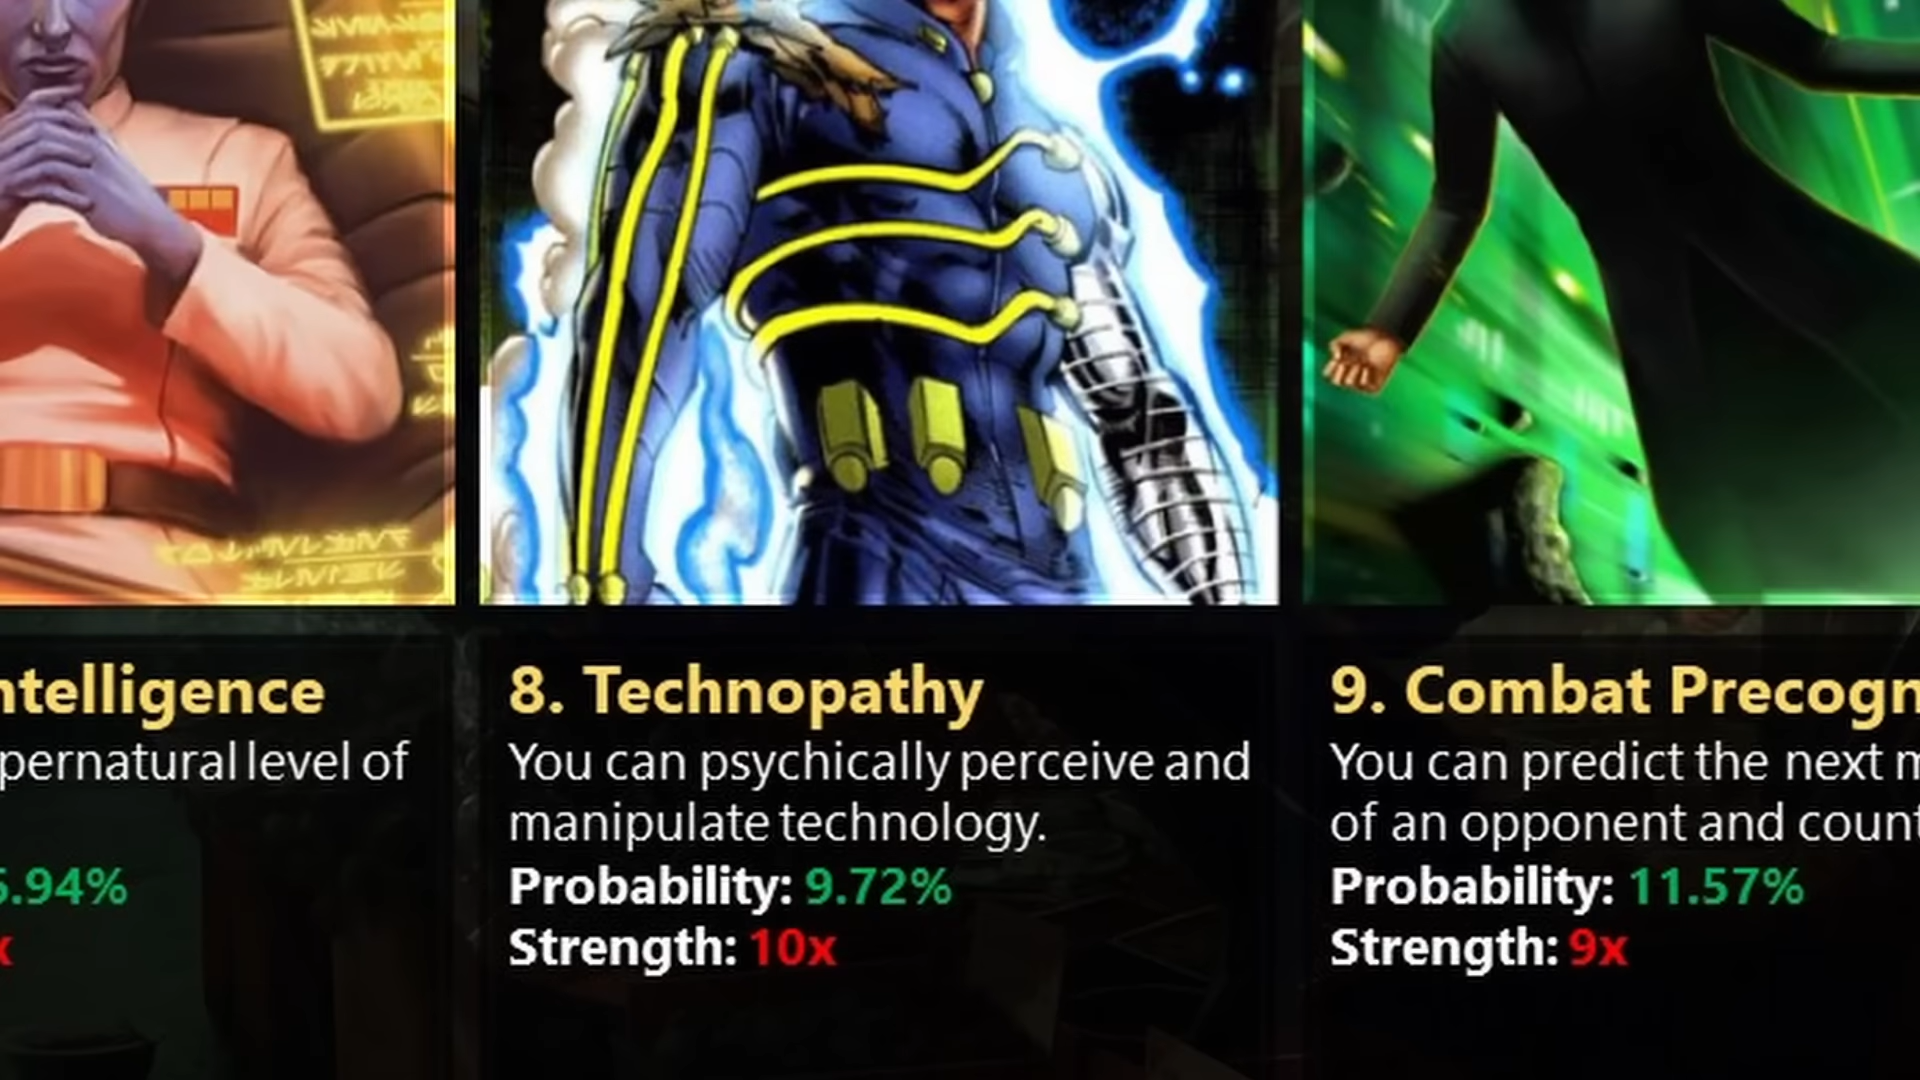 ntelligence
pernatural level of
5.94%
x
8. Technopathy
You can psychically perceive and
manipulate technology.
Probability: 9.72%
Strength: 10x
9. Combat Precogn
You can predict the next m
of an opponent and count
Probability: 11.57%
Strength: 9x